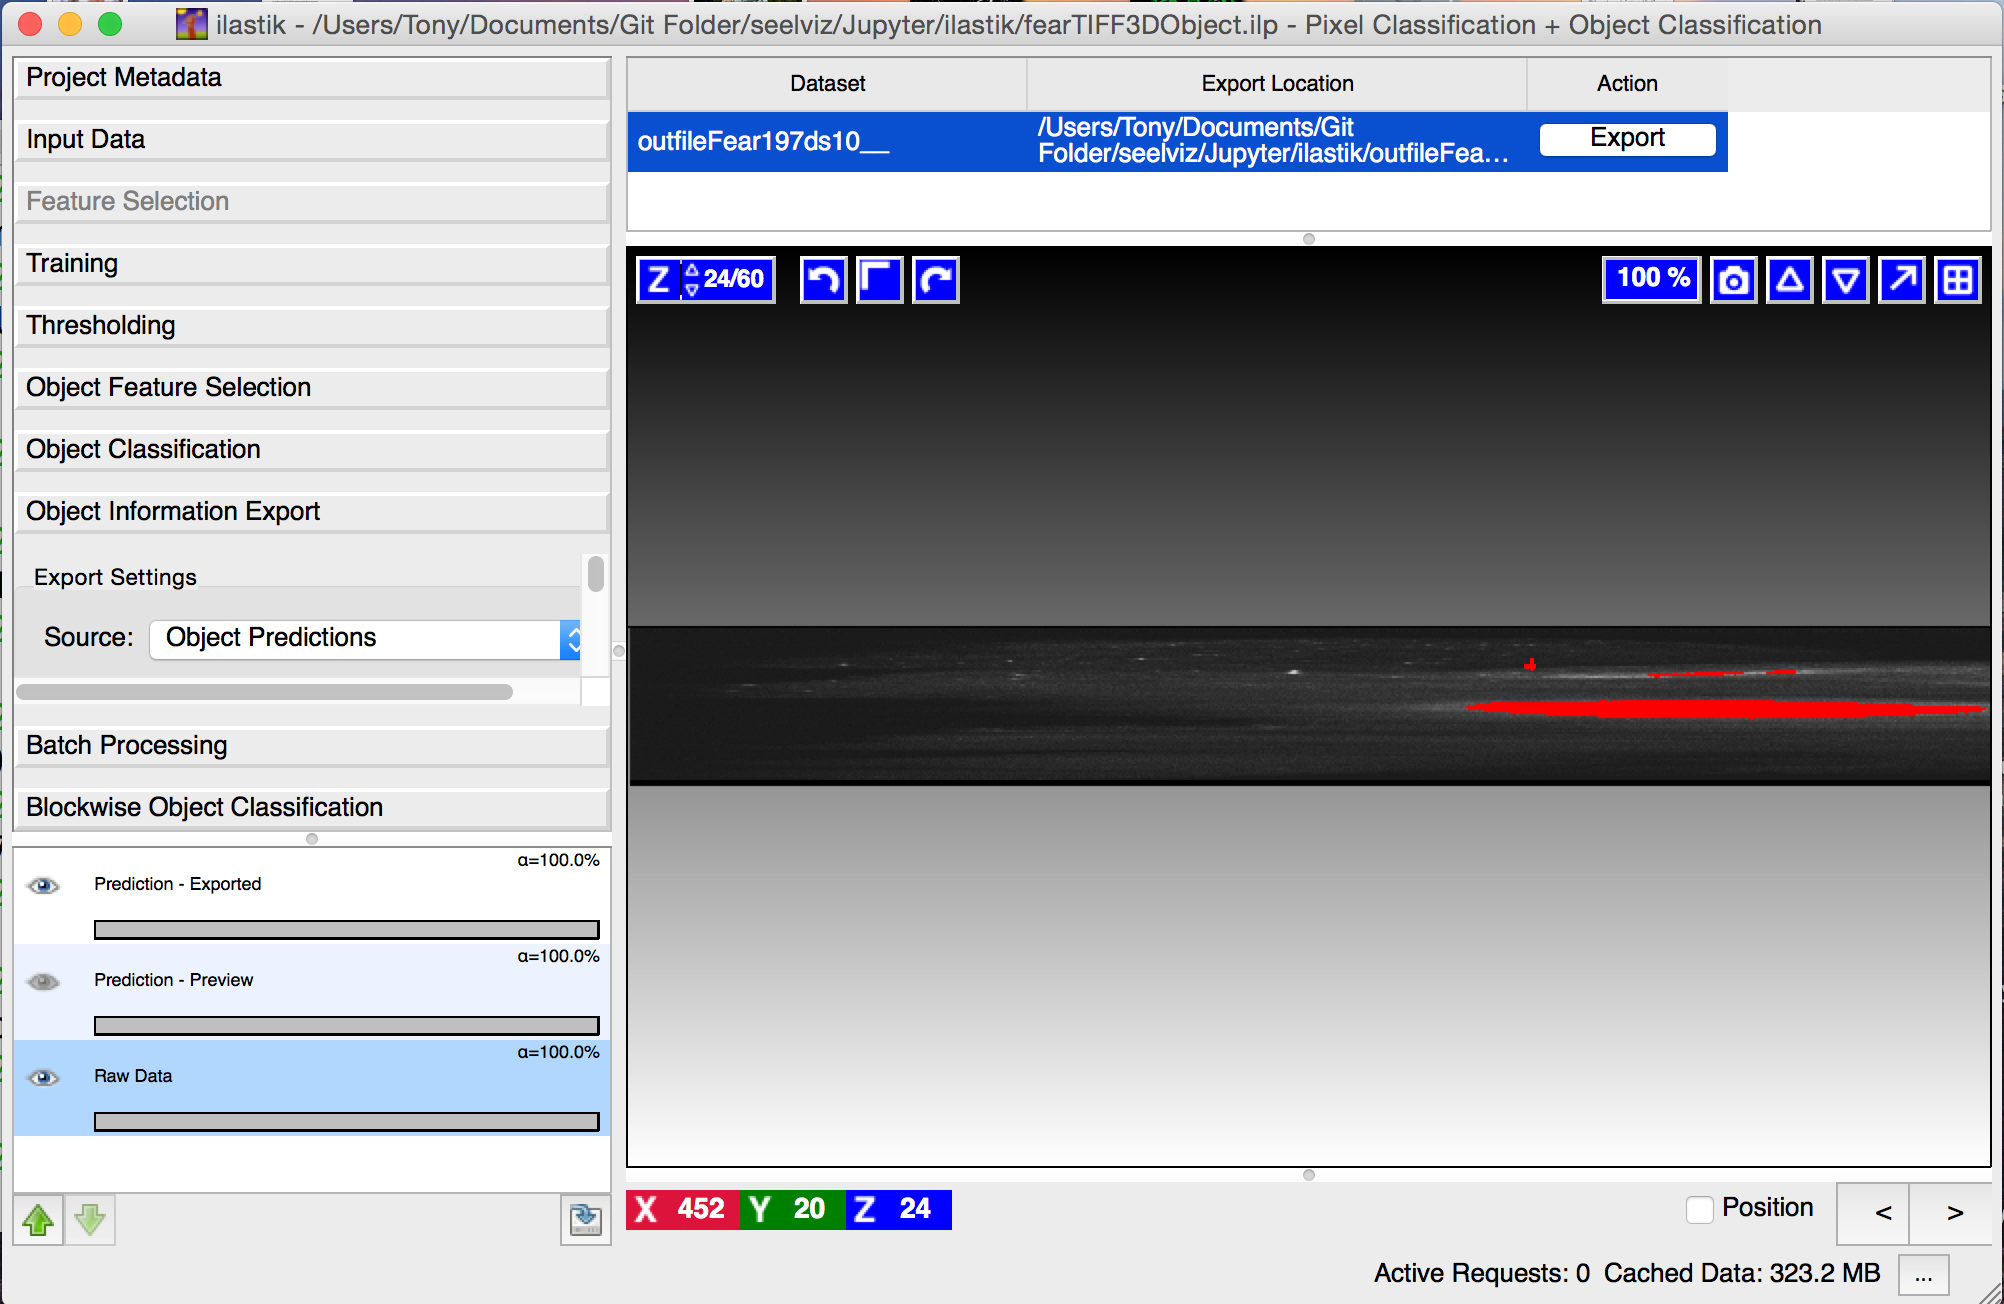 ilastik - /Users/Tony/Documents/Git Folder/seelviz/Jupyter/ilastik/fearTIFF3DObject.ilp - Pixel Classification + Object Classification
Project Metadata
Input Data
Feature Selection
Training
Thresholding
Object Feature Selection
Object Classification
Object Information Export
Export Settings
Source: Object Predictions
Batch Processing
Blockwise Object Classification
α=100.0%
Prediction - Exported
α=100.0%
Prediction - Preview
α=100.0%
Raw Data
Dataset Export Location Action
outfileFear197ds10__ /Users/Tony/Documents/Git
Folder/seelviz/Jupyter/ilastik/outfileFea... Export
Z 24/60 100 %
X 452 Y 20 Z 24 Position < >
Active Requests: 0 Cached Data: 323.2 MB ...